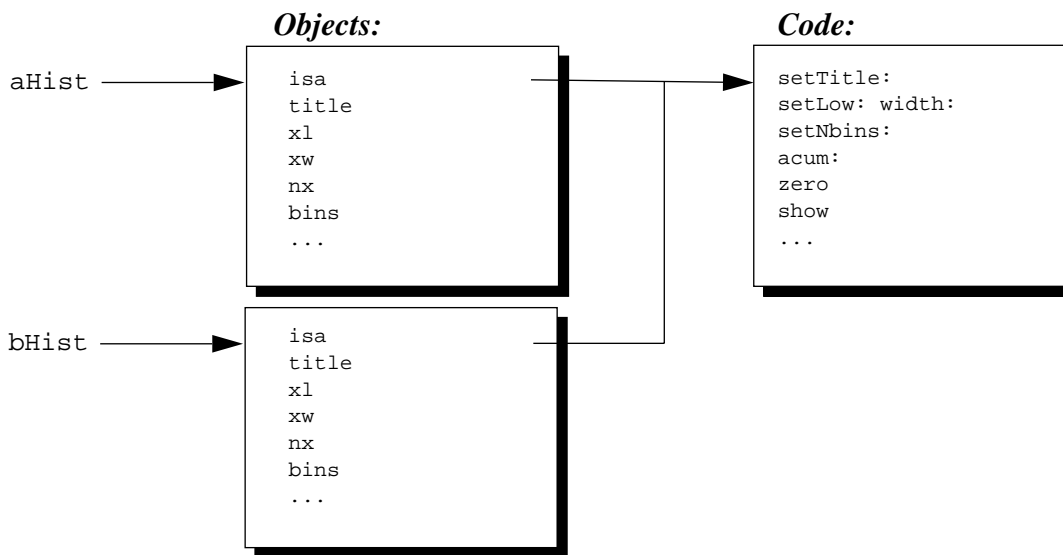 Objects:
Code:
aHist
isa
title
xl
xw
nx
bins
...
setTitle:
setLow: width:
setNbins:
acum:
zero
show
...
bHist
isa
title
xl
xw
nx
bins
...